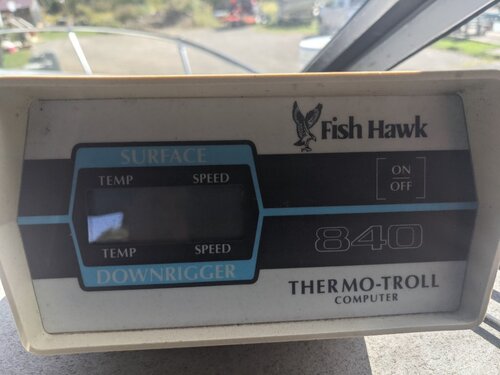 Fish Hawk
SURFACE
TEMP SPEED
ON
OFF
840
TEMP SPEED
DOWNRIGGER
THERMO-TROLL
COMPUTER